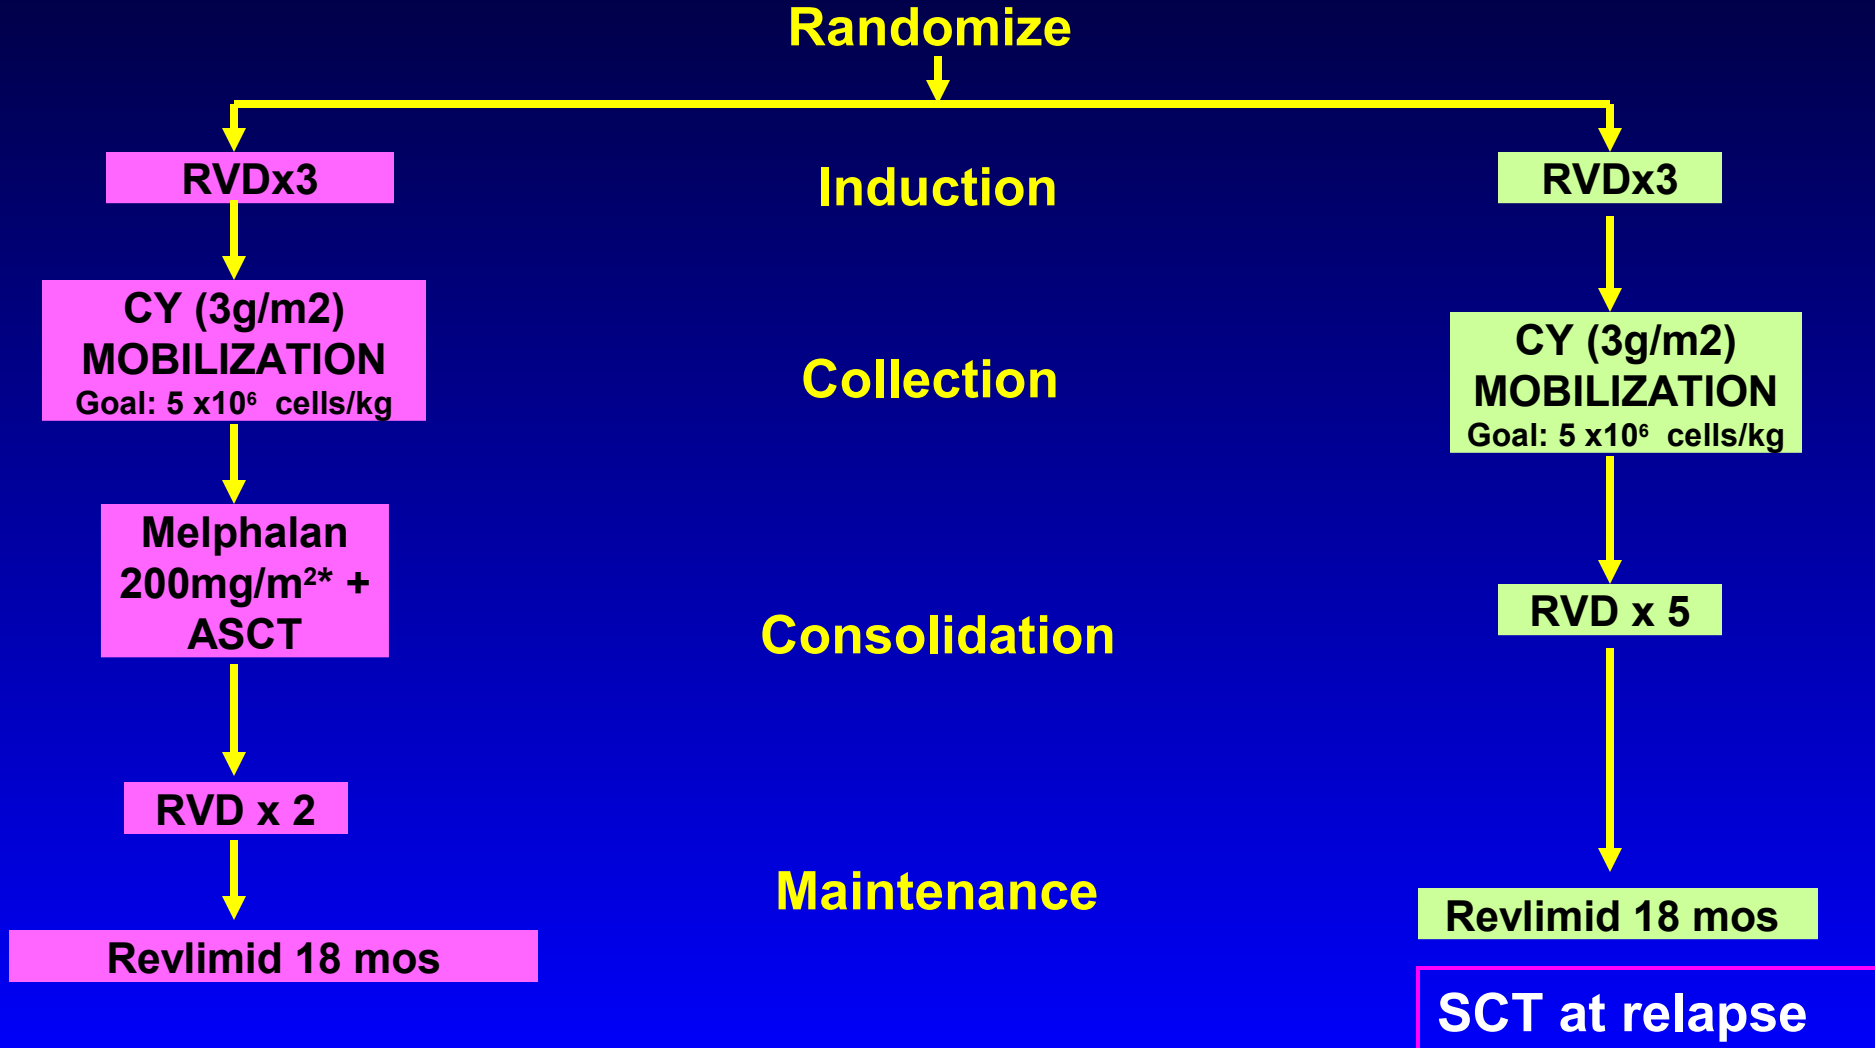 Randomize
RVDx3
Induction
RVDx3
CY (3g/m2)
MOBILIZATION
Goal: 5 x10⁶ cells/kg
Collection
CY (3g/m2)
MOBILIZATION
Goal: 5 x10⁶ cells/kg
Melphalan
200mg/m²* +
ASCT
Consolidation
RVD x 5
RVD x 2
Maintenance
Revlimid 18 mos
Revlimid 18 mos
SCT at relapse